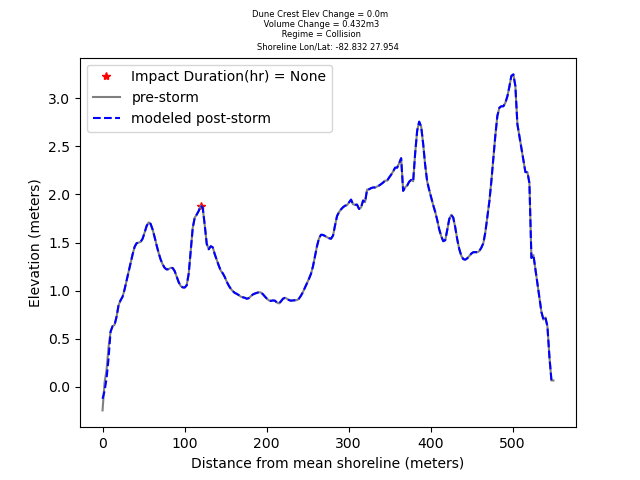 Dune Crest Elev Change = 0.0m
Volume Change = 0.432m3
Regime = Collision
Shoreline Lon/Lat: -82.832 27.954
Impact Duration(hr) = None
pre-storm
modeled post-storm
Elevation (meters)
3.0
2.5
2.0
1.5
1.0
0.5
0.0
0 100 200 300 400 500
Distance from mean shoreline (meters)